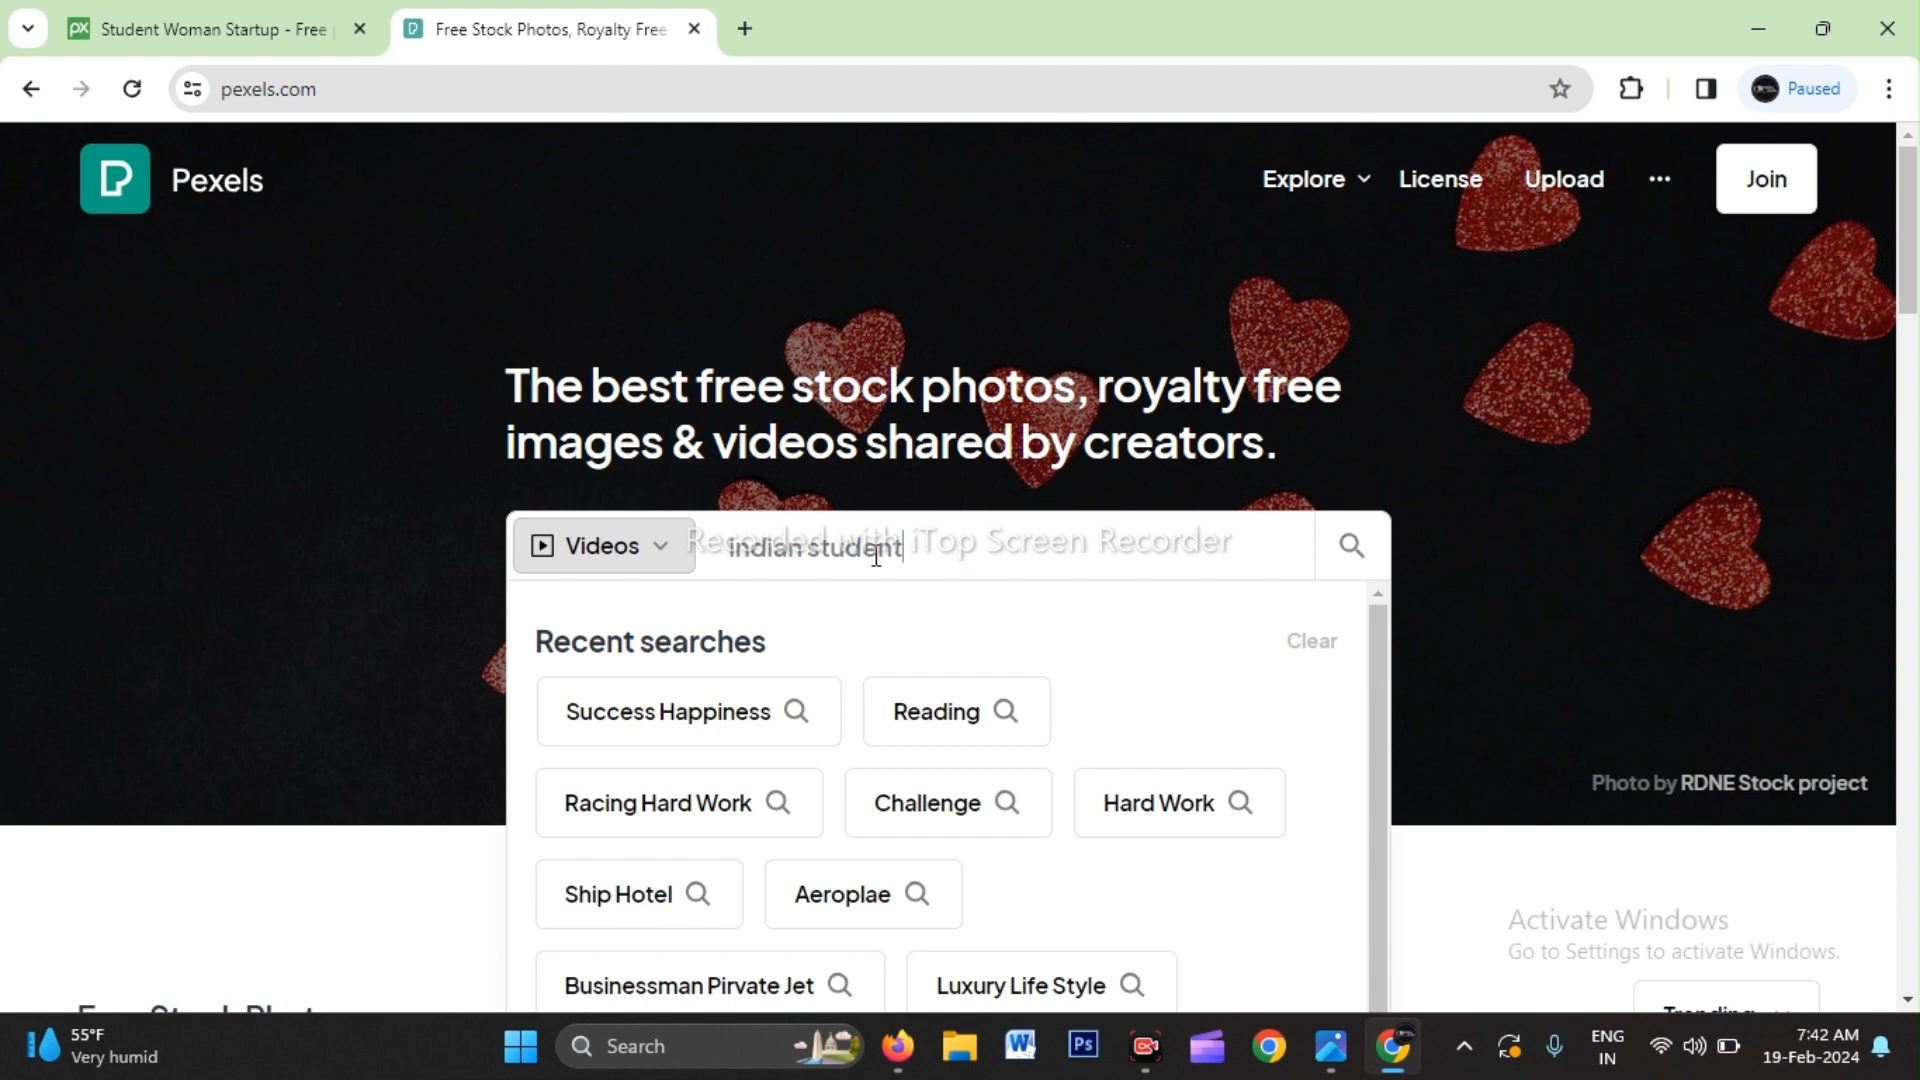 Student Woman Startup - Free
Free Stock Photos, Royalty Free
pexels.com
Paused
Pexels
Explore
License
Upload
Join
The best free stock photos, royalty free
images & videos shared by creators.
Videos
indian student
Recorded with iTop Screen Recorder
Recent searches
Clear
Success Happiness
Reading
Racing Hard Work
Challenge
Hard Work
Photo by RDNE Stock project
Ship Hotel
Aeroplae
Businessman Pirvate Jet
Luxury Life Style
Activate Windows
Go to Settings to activate Windows.
Trending
55°F
Very humid
Search
ENG
IN
7:42 AM
19-Feb-2024